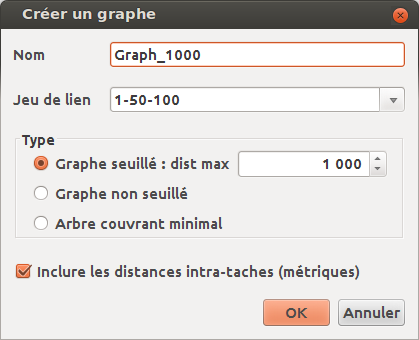 Créer un graphe
Nom Graph_1000
Jeu de lien 1-50-100
Type
Graphe seuillé : dist max 1 000
Graphe non seuillé
Arbre couvrant minimal
Inclure les distances intra-taches (métriques)
OK Annuler